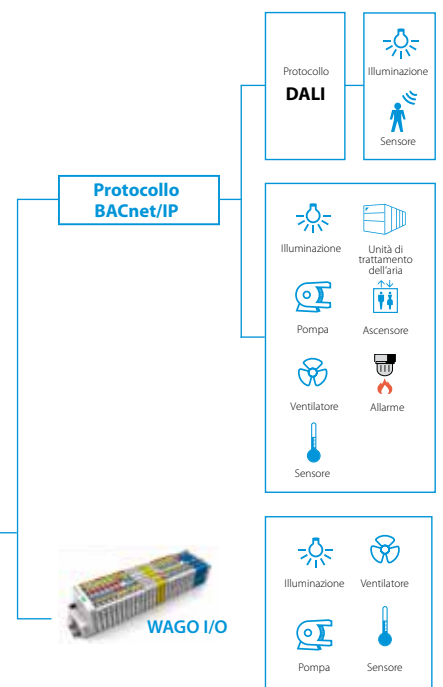 Protocollo
DALI
Illuminazione
Sensore
Protocollo
BACnet/IP
Illuminazione
Unità di
trattamento
dell'aria
Pompa
Ascensore
Ventilatore
Allarme
Sensore
WAGO I/O
Illuminazione
Ventilatore
Pompa
Sensore